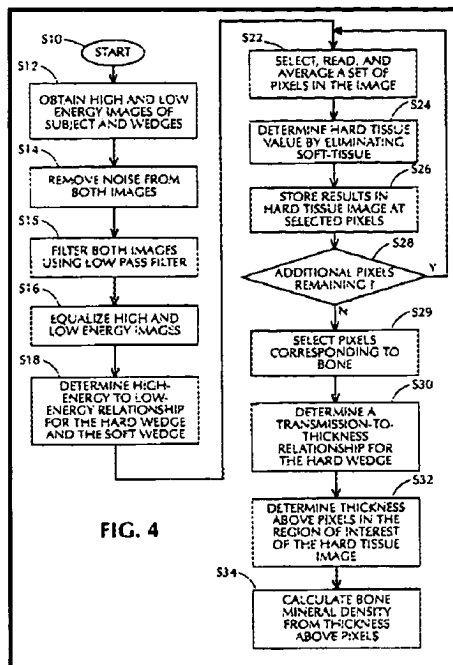 S10
START
S12
OBTAIN HIGH AND LOW
ENERGY IMAGES OF
SUBJECT AND WEDGES
S14
REMOVE NOISE FROM
BOTH IMAGES
S15
FILTER BOTH IMAGES
USING LOW PASS FILTER
S16
EQUALIZE HIGH AND
LOW ENERGY IMAGES
S18
DETERMINE HIGH-
ENERGY TO LOW-
ENERGY RELATIONSHIP
FOR THE HARD WEDGE
AND THE SOFT WEDGE
FIG. 4
S22
SELECT, READ, AND
AVERAGE A SET OF
PIXELS IN THE IMAGE
S24
DETERMINE HARD TISSUE
VALUE BY ELIMINATING
SOFT-TISSUE
S26
STORE RESULTS IN
HARD TISSUE IMAGE AT
SELECTED PIXELS
S28
ADDITIONAL PIXELS
REMAINING ?
Y
N
S29
SELECT PIXELS
CORRESPONDING TO
BONE
S30
DETERMINE A
TRANSMISSION-TO-
THICKNESS
RELATIONSHIP FOR
THE HARD WEDGE
S32
DETERMINE THICKNESS
ABOVE PIXELS IN THE
REGION OF INTEREST
OF THE HARD TISSUE
IMAGE
S34
CALCULATE BONE
MINERAL DENSITY
FROM THICKNESS
ABOVE PIXELS